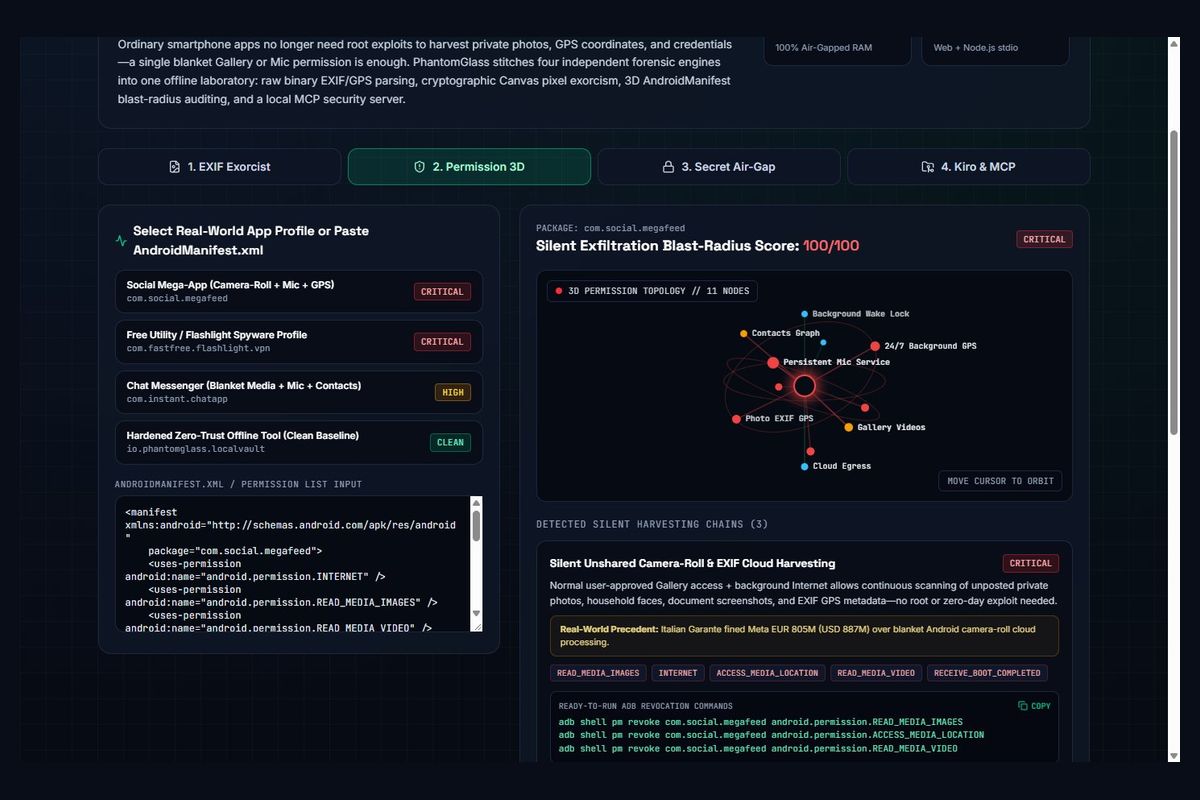 Ordinary smartphone apps no longer need root exploits to harvest private photos, GPS coordinates, and credentials
—a single blanket Gallery or Mic permission is enough. PhantomGlass stitches four independent forensic engines
into one offline laboratory: raw binary EXIF/GPS parsing, cryptographic Canvas pixel exorcism, 3D AndroidManifest
blast-radius auditing, and a local MCP security server.
100% Air-Gapped RAM
Web + Node.js stdio
1. EXIF Exorcist
2. Permission 3D
3. Secret Air-Gap
4. Kiro & MCP
Select Real-World App Profile or Paste
AndroidManifest.xml
Social Mega-App (Camera-Roll + Mic + GPS)
com.social.megafeed
CRITICAL
Free Utility / Flashlight Spyware Profile
com.fastfree.flashlight.vpn
CRITICAL
Chat Messenger (Blanket Media + Mic + Contacts)
com.instant.chatapp
HIGH
Hardened Zero-Trust Offline Tool (Clean Baseline)
io.phantomglass.localvault
CLEAN
ANDROIDMANIFEST.XML / PERMISSION LIST INPUT
<manifest
xmlns:android="http://schemas.android.com/apk/res/android
"
package="com.social.megafeed">
<uses-permission
android:name="android.permission.INTERNET" />
<uses-permission
android:name="android.permission.READ_MEDIA_IMAGES" />
<uses-permission
android:name="android.permission.READ_MEDIA_VIDEO" />
PACKAGE: com.social.megafeed
Silent Exfiltration Blast-Radius Score: 100/100
CRITICAL
3D PERMISSION TOPOLOGY // 11 NODES
Background Wake Lock
Contacts Graph
24/7 Background GPS
Persistent Mic Service
Photo EXIF GPS
Gallery Videos
Cloud Egress
MOVE CURSOR TO ORBIT
DETECTED SILENT HARVESTING CHAINS (3)
Silent Unshared Camera-Roll & EXIF Cloud Harvesting
CRITICAL
Normal user-approved Gallery access + background Internet allows continuous scanning of unposted private
photos, household faces, document screenshots, and EXIF GPS metadata—no root or zero-day exploit needed.
Real-World Precedent: Italian Garante fined Meta EUR 805M (USD 887M) over blanket Android camera-roll cloud
processing.
READ_MEDIA_IMAGES
INTERNET
ACCESS_MEDIA_LOCATION
READ_MEDIA_VIDEO
RECEIVE_BOOT_COMPLETED
READY-TO-RUN ADB REVOCATION COMMANDS
COPY
adb shell pm revoke com.social.megafeed android.permission.READ_MEDIA_IMAGES
adb shell pm revoke com.social.megafeed android.permission.ACCESS_MEDIA_LOCATION
adb shell pm revoke com.social.megafeed android.permission.READ_MEDIA_VIDEO